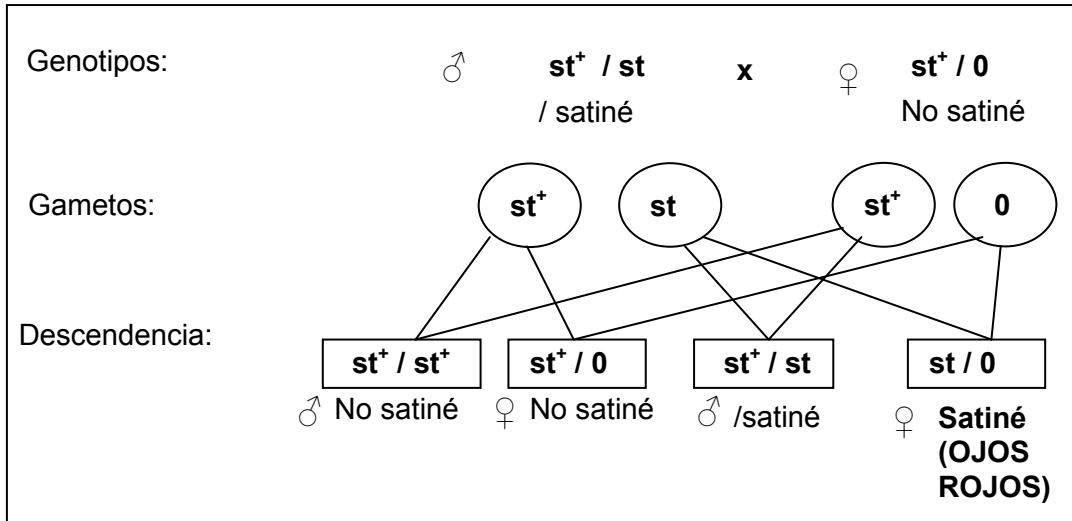 Genotipos: ♂ st⁺ / st x ♀ st⁺ / 0
/ satiné No satiné
Gametos: st⁺ st st⁺ 0
Descendencia:
st⁺ / st⁺ st⁺ / 0 st⁺ / st st / 0
♂ No satiné ♀ No satiné ♂ /satiné ♀ Satiné
(OJOS
ROJOS)